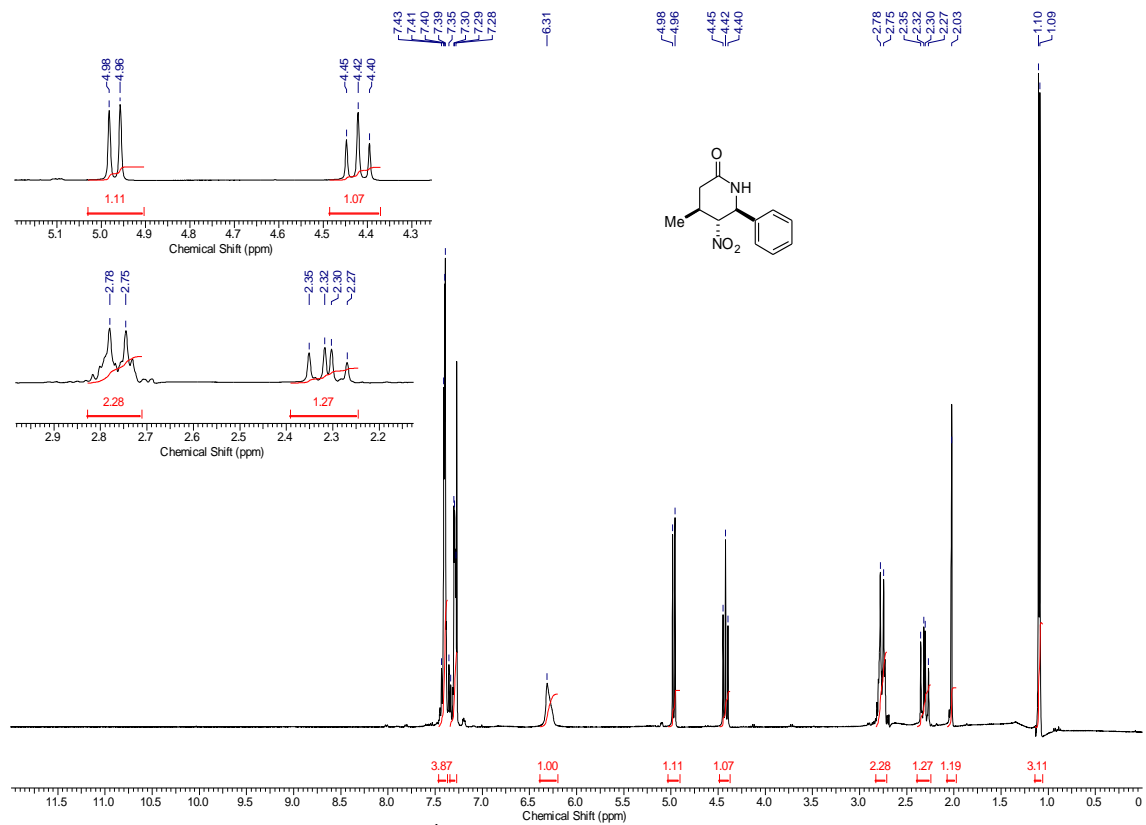 7.43 7.41 7.40 7.39 7.35 7.30 7.29 7.28 6.31 4.98 4.96 4.45 4.42 4.40 2.78 2.75 2.35 2.32 2.30 2.27 2.03 1.10 1.09
4.98 4.96 4.45 4.42 4.40
1.11 1.07
5.1 5.0 4.9 4.8 4.7 4.6 4.5 4.4 4.3
Chemical Shift (ppm)
2.78 2.75 2.35 2.32 2.30 2.27
2.28 1.27
2.9 2.8 2.7 2.6 2.5 2.4 2.3 2.2
Chemical Shift (ppm)
O
NH
CH3
NO2
3.87 1.00 1.11 1.07 2.28 1.27 1.19 3.11
11.5 11.0 10.5 10.0 9.5 9.0 8.5 8.0 7.5 7.0 6.5 6.0 5.5 5.0 4.5 4.0 3.5 3.0 2.5 2.0 1.5 1.0 0.5 0
Chemical Shift (ppm)